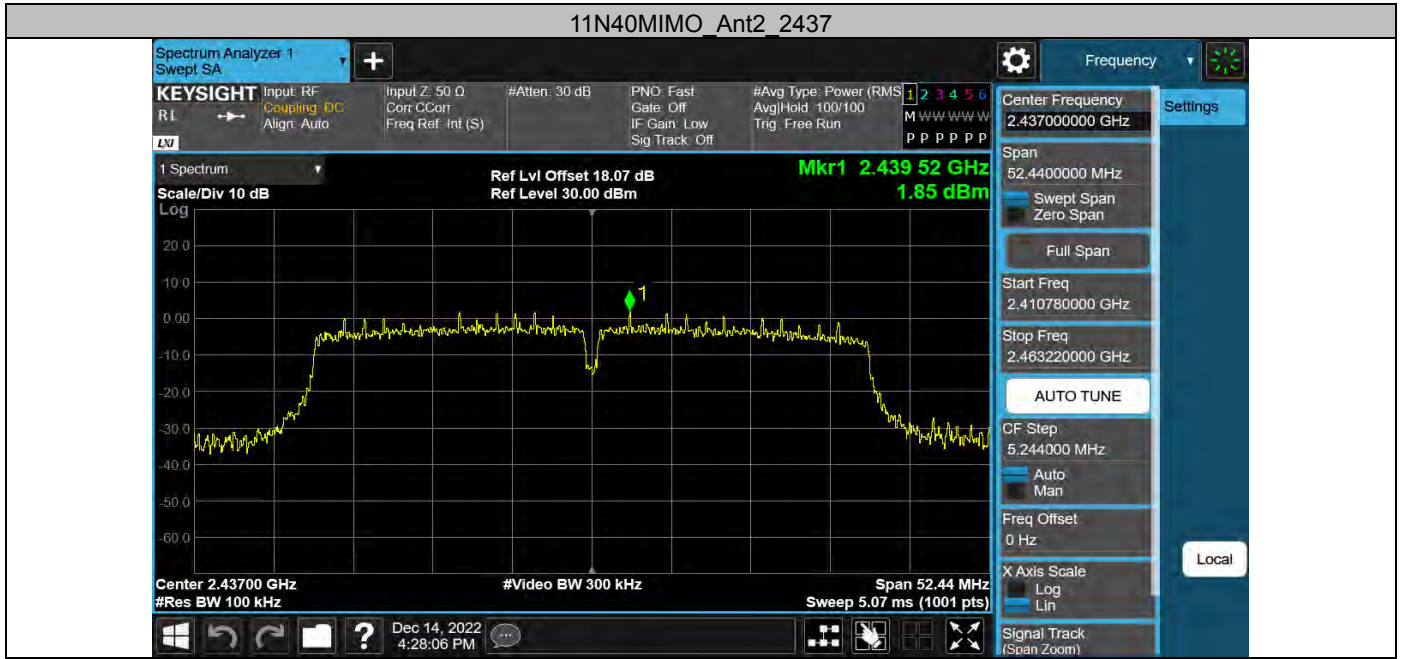 11N40MIMO_Ant2_2437
Spectrum Analyzer 1
Swept SA
+
Frequency
KEYSIGHT
RL
LXI
Input: RF
Coupling: DC
Align: Auto
Input Z: 50 Ω
Corr CCorr
Freq Ref: Int (S)
#Atten: 30 dB
PNO: Fast
Gate: Off
IF Gain: Low
Sig Track: Off
#Avg Type: Power (RMS
Avg|Hold: 100/100
Trig: Free Run
1 2 3 4 5 6
M W W W W W
P P P P P P
Center Frequency
2.437000000 GHz
Settings
1 Spectrum
Scale/Div 10 dB
Log
Ref Lvl Offset 18.07 dB
Ref Level 30.00 dBm
Mkr1 2.439 52 GHz
1.85 dBm
Span
52.4400000 MHz
Swept Span
Zero Span
Full Span
Start Freq
2.410780000 GHz
Stop Freq
2.463220000 GHz
AUTO TUNE
CF Step
5.244000 MHz
Auto
Man
Freq Offset
0 Hz
X Axis Scale
Log
Lin
Signal Track
(Span Zoom)
Local
20.0
10.0
0.00
-10.0
-20.0
-30.0
-40.0
-50.0
-60.0
1
Center 2.43700 GHz
#Res BW 100 kHz
#Video BW 300 kHz
Span 52.44 MHz
Sweep 5.07 ms (1001 pts)
?
Dec 14, 2022
4:28:06 PM